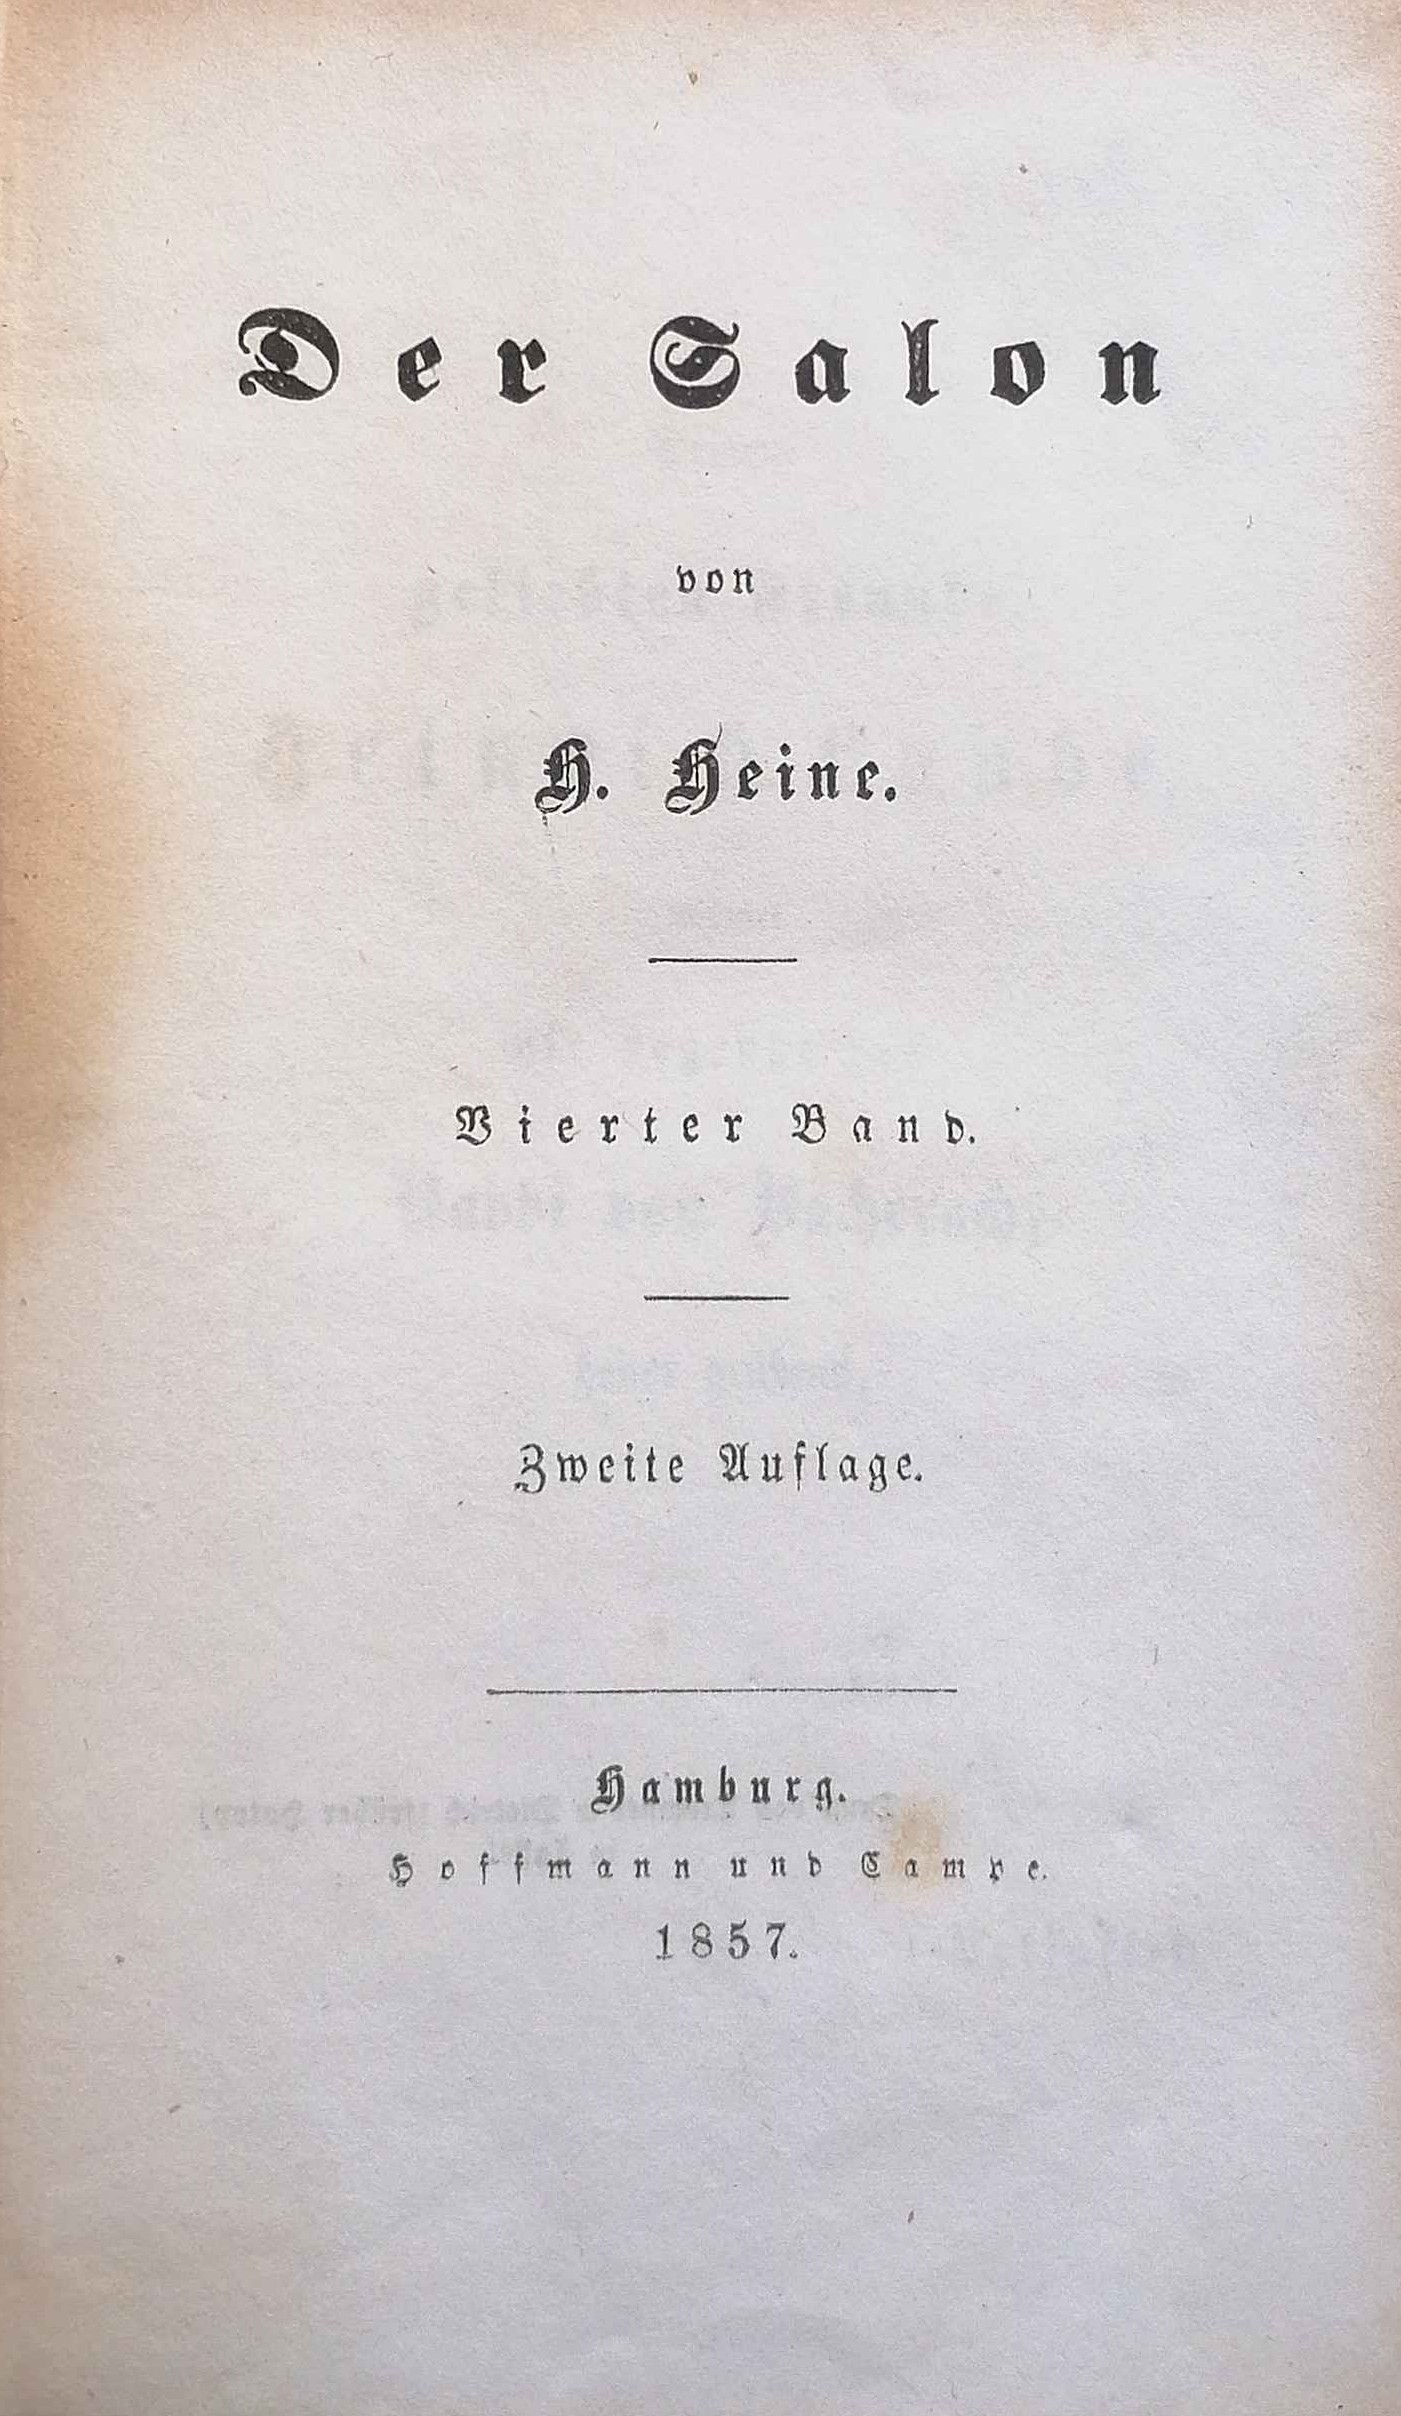 Der Salon
von
H. Heine.
Vierter Band.
Zweite Auflage.
Hamburg.
Hoffmann und Campe.
1857.